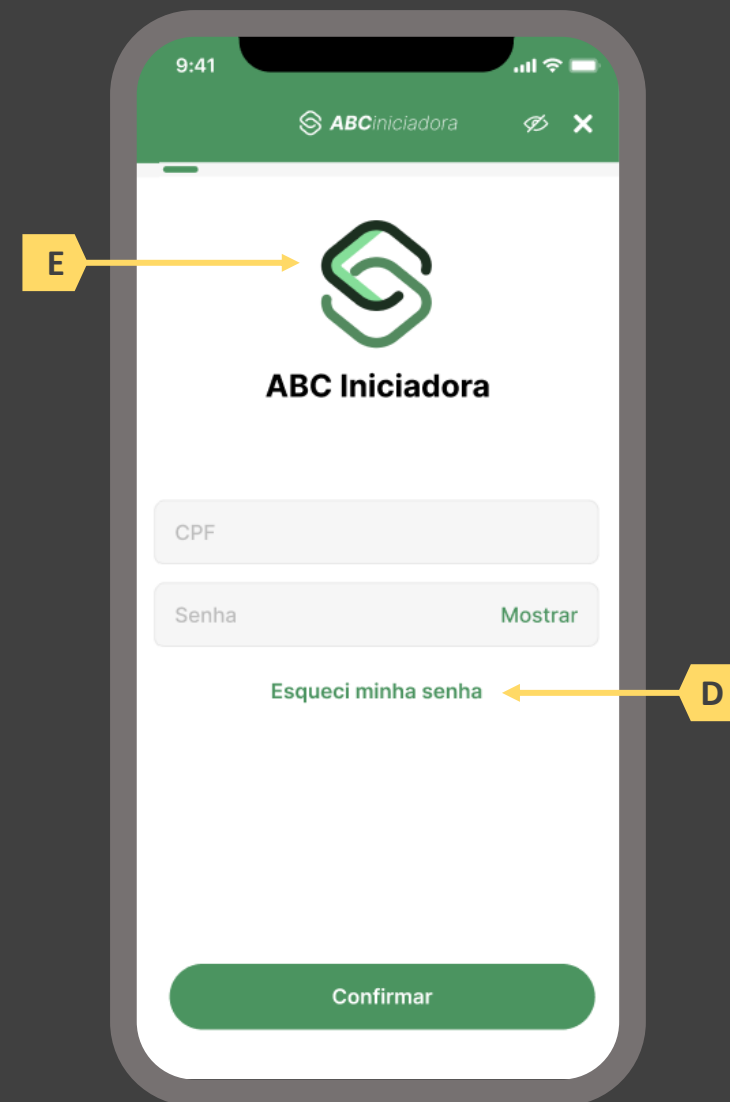 9:41
ABCiniciadora
E
ABC Iniciadora
CPF
Senha Mostrar
Esqueci minha senha
D
Confirmar